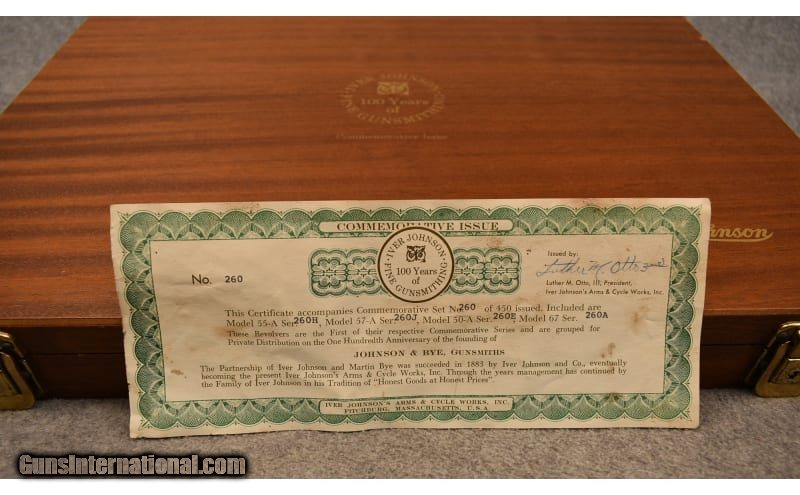 IVER JOHNSON
100 Years
of
FINE GUNSMITHING
Commemorative Issue
COMMEMORATIVE ISSUE
IVER JOHNSON
100 Years
of
FINE GUNSMITHING
No. 260
Issued by:
Luther M. Otto 3rd
Luther M. Otto, III, President,
Iver Johnson's Arms & Cycle Works, Inc.
This Certificate accompanies Commemorative Set No. 260 of 450 issued. Included are
Model 55-A Ser. 260H, Model 57-A Ser. 260J, Model 50-A Ser. 260E Model 67 Ser. 260A
These Revolvers are the First of their respective Commemorative Series and are grouped for
Private Distribution on the One Hundredth Anniversary of the founding of
JOHNSON & BYE, GUNSMITHS
The Partnership of Iver Johnson and Martin Bye was succeeded in 1883 by Iver Johnson and Co., eventually
becoming the present Iver Johnson's Arms & Cycle Works, Inc. Through the years management has continued by
the Family of Iver Johnson in his Tradition of "Honest Goods at Honest Prices".
IVER JOHNSON'S ARMS & CYCLE WORKS, INC.
FITCHBURG, MASSACHUSETTS, U.S.A
GunsInternational.com